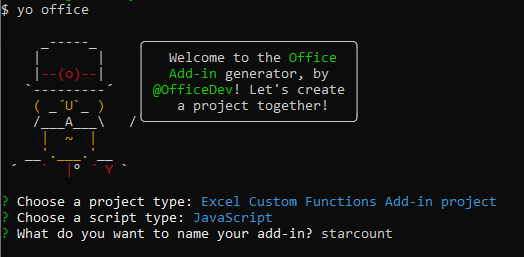 $ yo office
Welcome to the Office
Add-in generator, by
@OfficeDev! Let's create
a project together!
? Choose a project type: Excel Custom Functions Add-in project
? Choose a script type: JavaScript
? What do you want to name your add-in? starcount